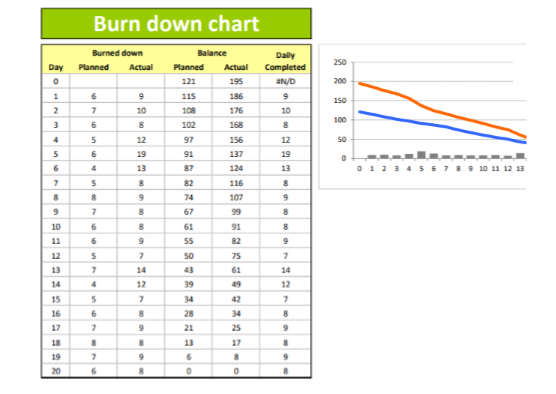 Burn down chart
Burned down Balance Daily
Day Planned Actual Planned Actual Completed
0 121 195 #N/D
1 6 9 115 186 9
2 7 10 108 176 10
3 6 8 102 168 8
4 5 12 97 156 12
5 6 19 91 137 19
6 4 13 87 124 13
7 5 8 82 116 8
8 8 9 74 107 9
9 7 8 67 99 8
10 6 8 61 91 8
11 6 9 55 82 9
12 5 7 50 75 7
13 7 14 43 61 14
14 4 12 39 49 12
15 5 7 34 42 7
16 6 8 28 34 8
17 7 9 21 25 9
18 8 8 13 17 8
19 7 9 6 8 9
20 6 8 0 0 8
250
200
150
100
50
0
0 1 2 3 4 5 6 7 8 9 10 11 12 13